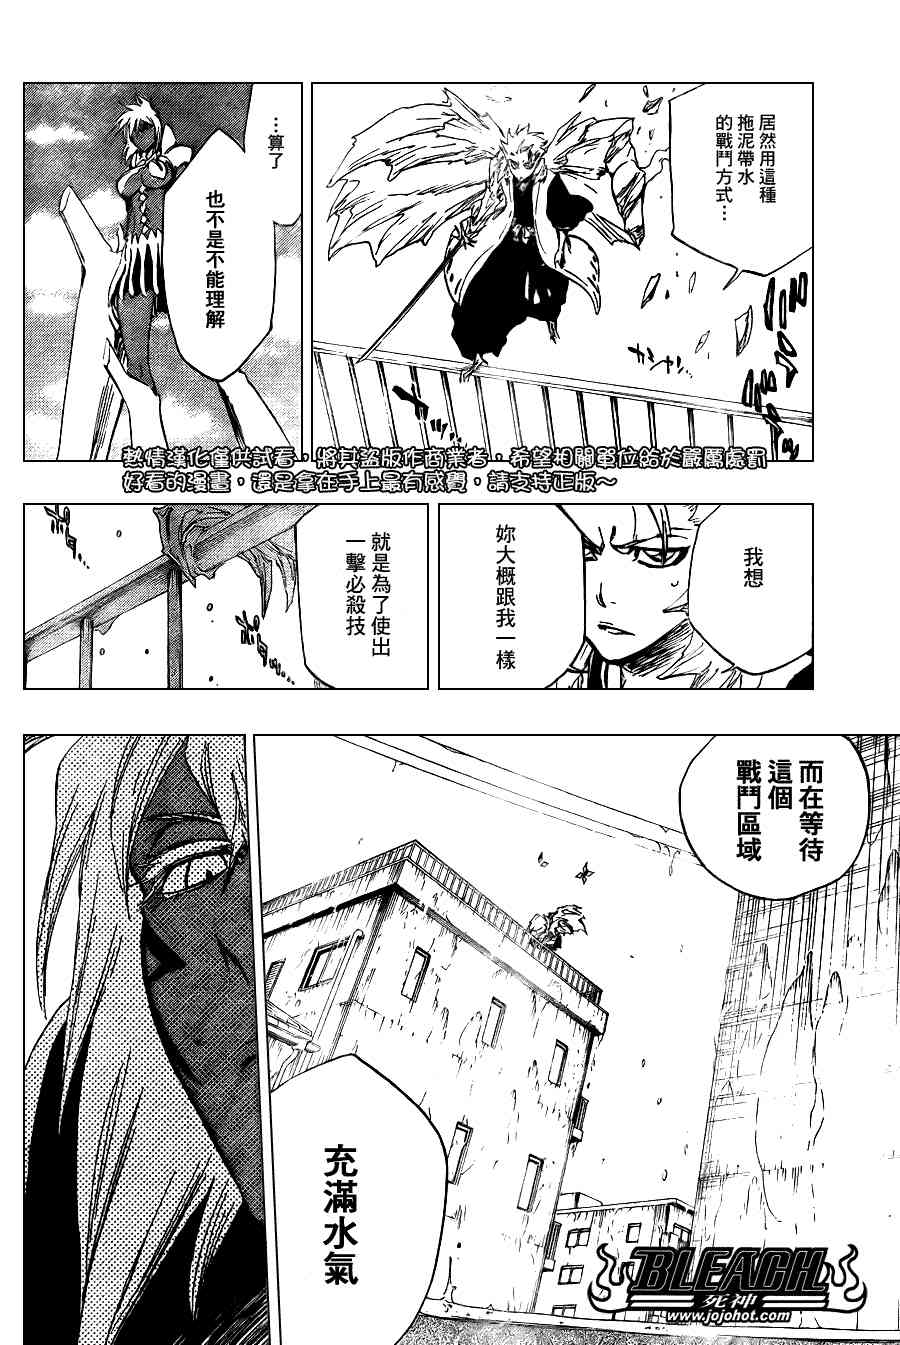 居然用這種
拖泥帶水
的戰鬥方式…
…算了
也不是不能理解
熱情漢化僅供試看，將其盜版作商業者，希望相關單位給於嚴厲處罰
好看的漫畫，還是拿在手上最有感覺，請支持正版～
我想
妳大概跟我一樣
就是為了使出
一擊必殺技
而在等待
這個
戰鬥區域
充滿水氣
BLEACH
死神
www.jojohot.com